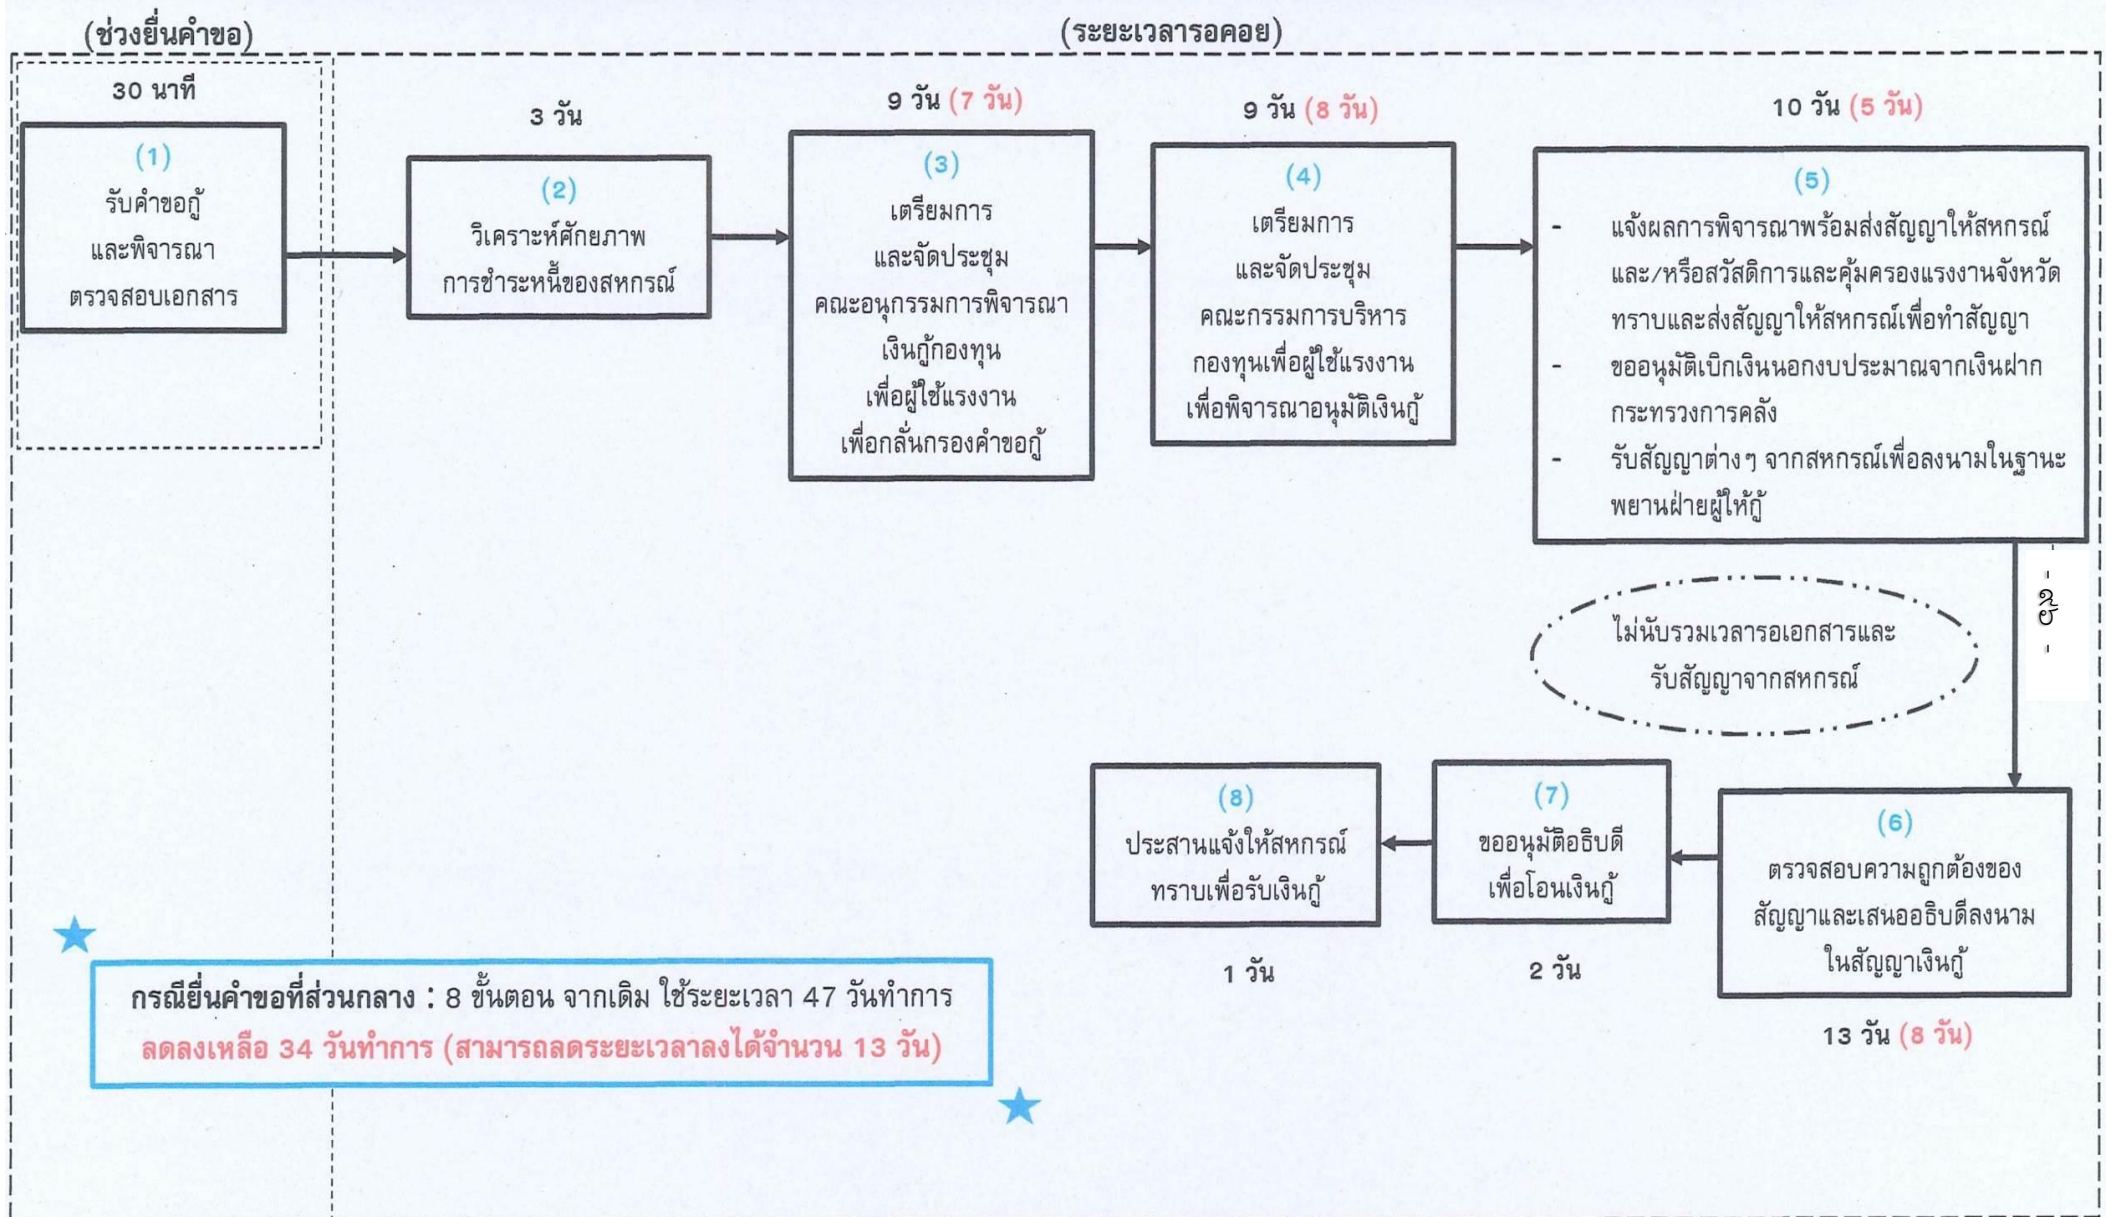 (ช่วงยื่นคำขอ)
(ระยะเวลารอคอย)
30 นาที
(1)
รับคำขอกู้
และพิจารณา
ตรวจสอบเอกสาร
3 วัน
(2)
วิเคราะห์ศักยภาพ
การชำระหนี้ของสหกรณ์
9 วัน (7 วัน)
(3)
เตรียมการ
และจัดประชุม
คณะอนุกรรมการพิจารณา
เงินกู้กองทุน
เพื่อผู้ใช้แรงงาน
เพื่อกลั่นกรองคำขอกู้
9 วัน (8 วัน)
(4)
เตรียมการ
และจัดประชุม
คณะกรรมการบริหาร
กองทุนเพื่อผู้ใช้แรงงาน
เพื่อพิจารณาอนุมัติเงินกู้
10 วัน (5 วัน)
(5)
- แจ้งผลการพิจารณาพร้อมส่งสัญญาให้สหกรณ์
และ/หรือสวัสดิการและคุ้มครองแรงงานจังหวัด
ทราบและส่งสัญญาให้สหกรณ์เพื่อทำสัญญา
- ขออนุมัติเบิกเงินนอกงบประมาณจากเงินฝาก
กระทรวงการคลัง
- รับสัญญาต่างๆ จากสหกรณ์เพื่อลงนามในฐานะ
พยานฝ่ายผู้ให้กู้
ไม่นับรวมเวลารอเอกสารและ
รับสัญญาจากสหกรณ์
(6)
ตรวจสอบความถูกต้องของ
สัญญาและเสนออธิบดีลงนาม
ในสัญญาเงินกู้
13 วัน (8 วัน)
(7)
ขออนุมัติอธิบดี
เพื่อโอนเงินกู้
2 วัน
(8)
ประสานแจ้งให้สหกรณ์
ทราบเพื่อรับเงินกู้
1 วัน
กรณียื่นคำขอที่ส่วนกลาง : 8 ขั้นตอน จากเดิม ใช้ระยะเวลา 47 วันทำการ
ลดลงเหลือ 34 วันทำการ (สามารถลดระยะเวลาลงได้จำนวน 13 วัน)